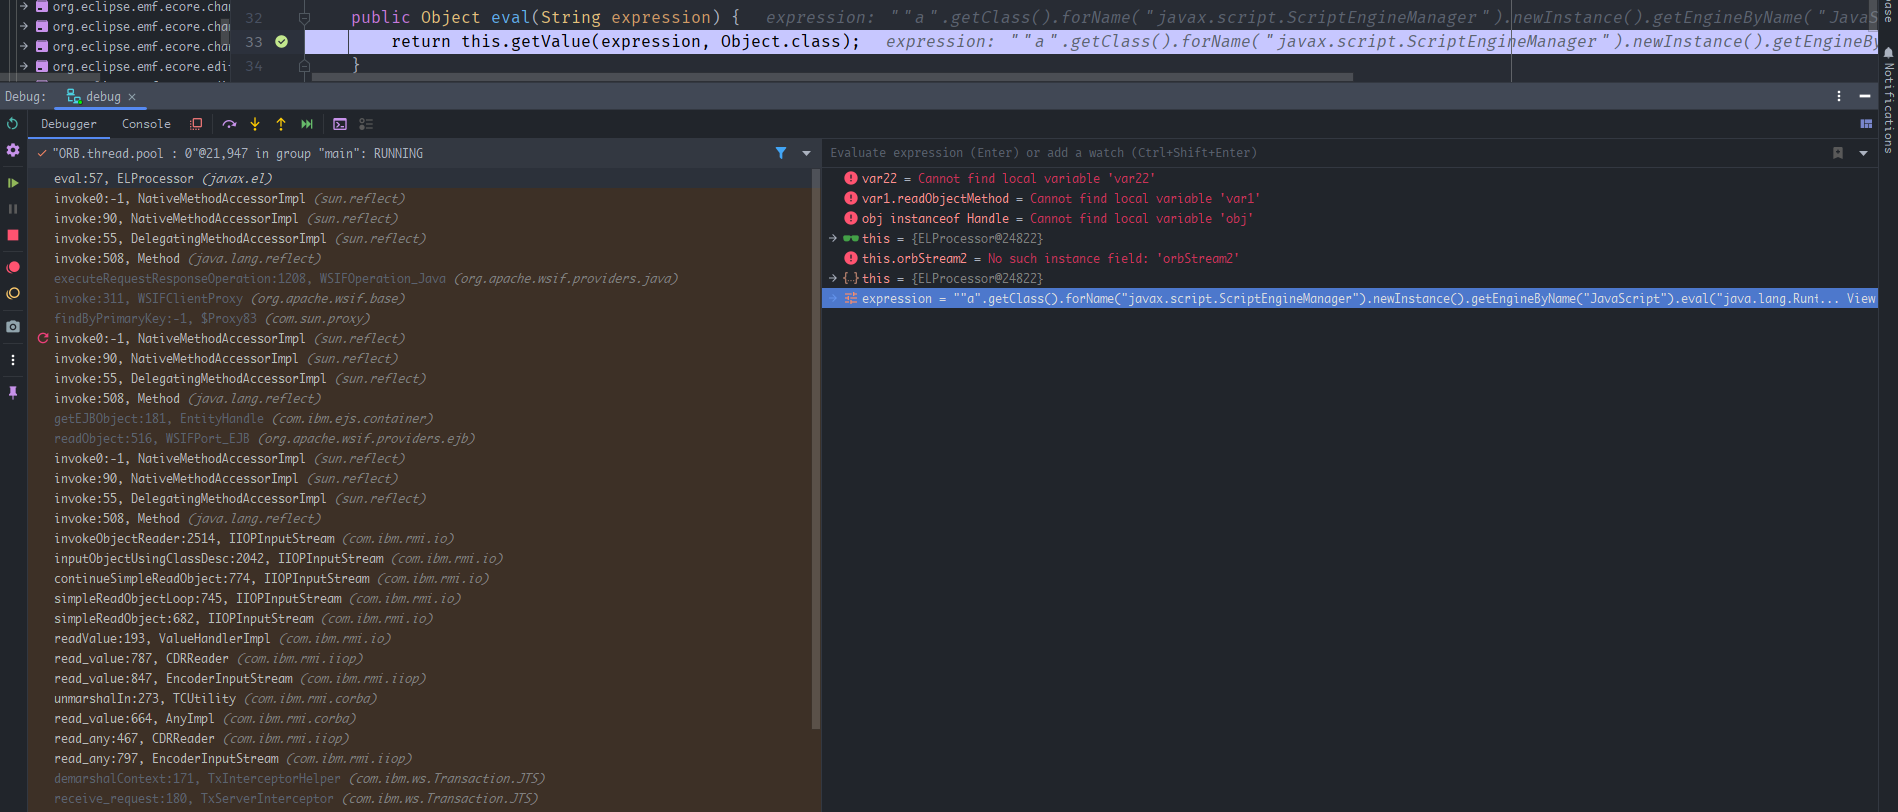 org.eclipse.emf.ecore.cha
org.eclipse.emf.ecore.cha
org.eclipse.emf.ecore.cha
org.eclipse.emf.ecore.edi
32 public Object eval(String expression) { expression: ""a".getClass().forName("javax.script.ScriptEngineManager").newInstance().getEngineByName("JavaS
33 return this.getValue(expression, Object.class); expression: ""a".getClass().forName("javax.script.ScriptEngineManager").newInstance().getEngineBy
34 }
Notifications
Debug: debug ×
Debugger Console
"ORB.thread.pool : 0"@21,947 in group "main": RUNNING
eval:57, ELProcessor (javax.el)
invoke0:-1, NativeMethodAccessorImpl (sun.reflect)
invoke:90, NativeMethodAccessorImpl (sun.reflect)
invoke:55, DelegatingMethodAccessorImpl (sun.reflect)
invoke:508, Method (java.lang.reflect)
executeRequestResponseOperation:1208, WSIFOperation_Java (org.apache.wsif.providers.java)
invoke:311, WSIFClientProxy (org.apache.wsif.base)
findByPrimaryKey:-1, $Proxy83 (com.sun.proxy)
invoke0:-1, NativeMethodAccessorImpl (sun.reflect)
invoke:90, NativeMethodAccessorImpl (sun.reflect)
invoke:55, DelegatingMethodAccessorImpl (sun.reflect)
invoke:508, Method (java.lang.reflect)
getEJBObject:181, EntityHandle (com.ibm.ejs.container)
readObject:516, WSIFPort_EJB (org.apache.wsif.providers.ejb)
invoke0:-1, NativeMethodAccessorImpl (sun.reflect)
invoke:90, NativeMethodAccessorImpl (sun.reflect)
invoke:55, DelegatingMethodAccessorImpl (sun.reflect)
invoke:508, Method (java.lang.reflect)
invokeObjectReader:2514, IIOPInputStream (com.ibm.rmi.io)
inputObjectUsingClassDesc:2042, IIOPInputStream (com.ibm.rmi.io)
continueSimpleReadObject:774, IIOPInputStream (com.ibm.rmi.io)
simpleReadObjectLoop:745, IIOPInputStream (com.ibm.rmi.io)
simpleReadObject:682, IIOPInputStream (com.ibm.rmi.io)
readValue:193, ValueHandlerImpl (com.ibm.rmi.io)
read_value:787, CDRReader (com.ibm.rmi.iiop)
read_value:847, EncoderInputStream (com.ibm.rmi.iiop)
unmarshalIn:273, TCUtility (com.ibm.rmi.corba)
read_value:664, AnyImpl (com.ibm.rmi.corba)
read_any:467, CDRReader (com.ibm.rmi.iiop)
read_any:797, EncoderInputStream (com.ibm.rmi.iiop)
demarshalContext:171, TxInterceptorHelper (com.ibm.ws.Transaction.JTS)
receive_request:180, TxServerInterceptor (com.ibm.ws.Transaction.JTS)
Evaluate expression (Enter) or add a watch (Ctrl+Shift+Enter)
var22 = Cannot find local variable 'var22'
var1.readObjectMethod = Cannot find local variable 'var1'
obj instanceof Handle = Cannot find local variable 'obj'
this = {ELProcessor@24822}
this.orbStream2 = No such instance field: 'orbStream2'
this = {ELProcessor@24822}
expression = ""a".getClass().forName("javax.script.ScriptEngineManager").newInstance().getEngineByName("JavaScript").eval("java.lang.Runt... View